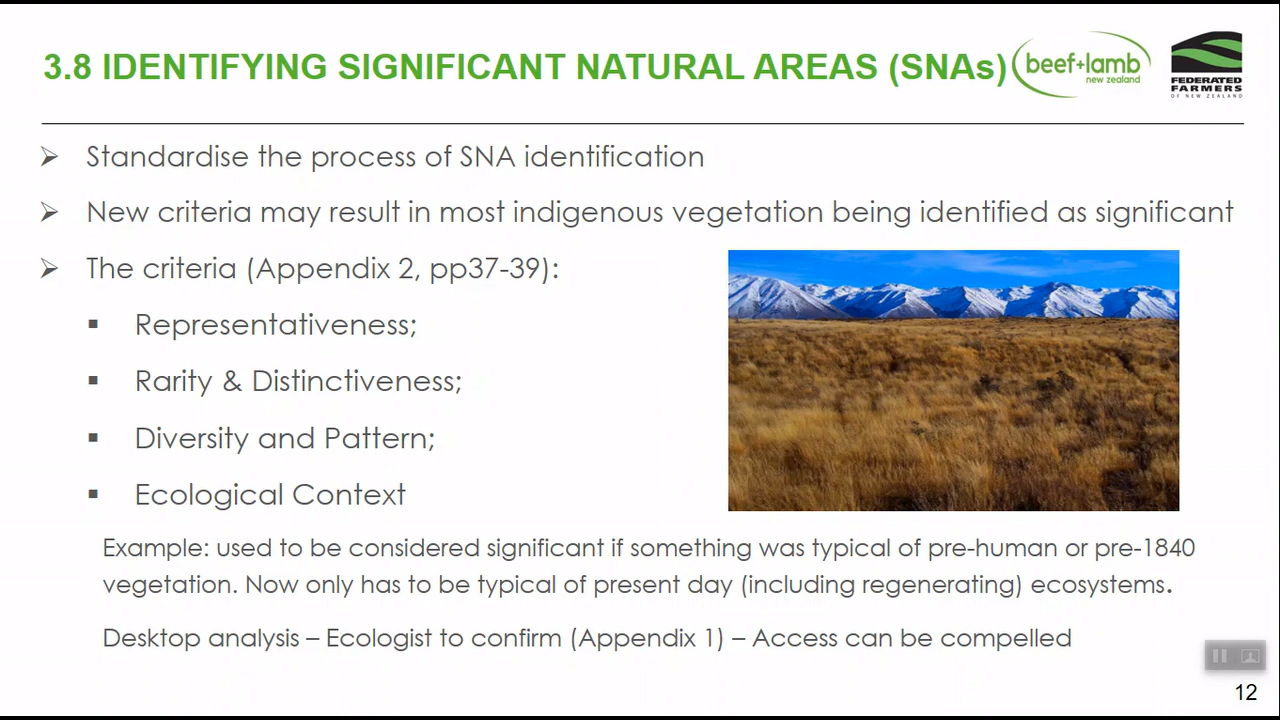 3.8 IDENTIFYING SIGNIFICANT NATURAL AREAS (SNAs)
beef+lamb
new zealand
FEDERATED
FARMERS
OF NEW ZEALAND
Standardise the process of SNA identification
New criteria may result in most indigenous vegetation being identified as significant
The criteria (Appendix 2, pp37-39):
Representativeness;
Rarity & Distinctiveness;
Diversity and Pattern;
Ecological Context
Example: used to be considered significant if something was typical of pre-human or pre-1840
vegetation. Now only has to be typical of present day (including regenerating) ecosystems.
Desktop analysis – Ecologist to confirm (Appendix 1) – Access can be compelled
12